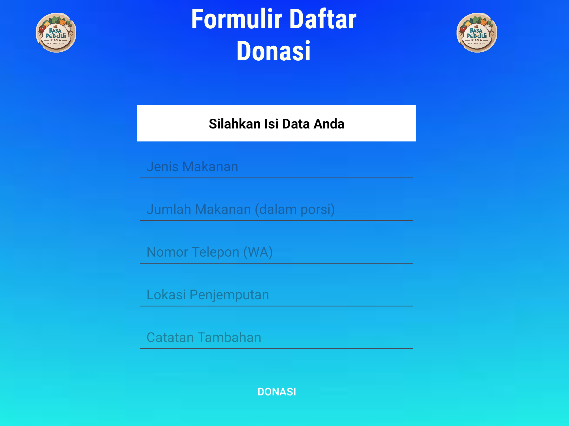 Formulir Daftar
Donasi
Silahkan Isi Data Anda
Jenis Makanan
Jumlah Makanan (dalam porsi)
Nomor Telepon (WA)
Lokasi Penjemputan
Catatan Tambahan
DONASI